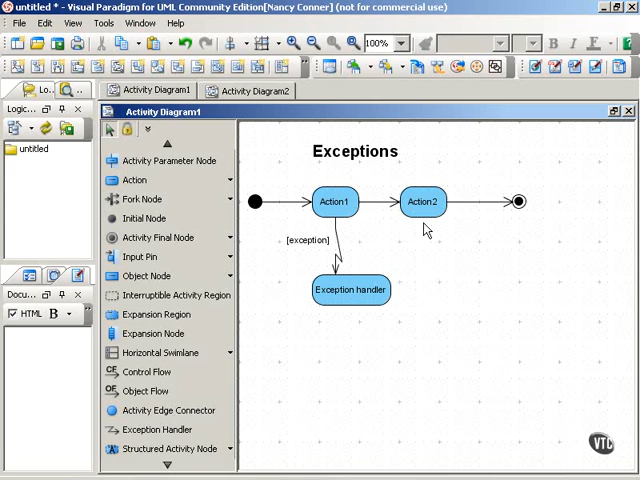 untitled * - Visual Paradigm for UML Community Edition[Nancy Conner] (not for commercial use)
File Edit View Tools Window Help
100%
B I
Lo..
Activity Diagram1
Activity Diagram2
Logic...
Activity Diagram1
untitled
Activity Parameter Node
Action
Fork Node
Initial Node
Activity Final Node
Input Pin
Object Node
Interruptible Activity Region
Expansion Region
Expansion Node
Horizontal Swimlane
CF Control Flow
OF Object Flow
Activity Edge Connector
Exception Handler
Structured Activity Node
Docu...
HTML B
Exceptions
Action1
Action2
[exception]
Exception handler
VTC